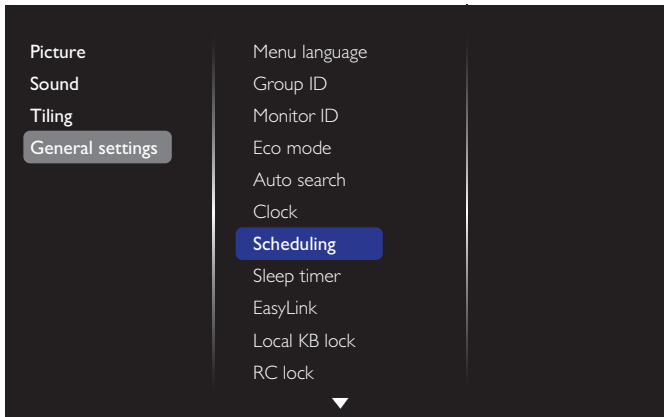 Picture
Sound
Tiling
General settings
Menu language
Group ID
Monitor ID
Eco mode
Auto search
Clock
Scheduling
Sleep timer
EasyLink
Local KB lock
RC lock